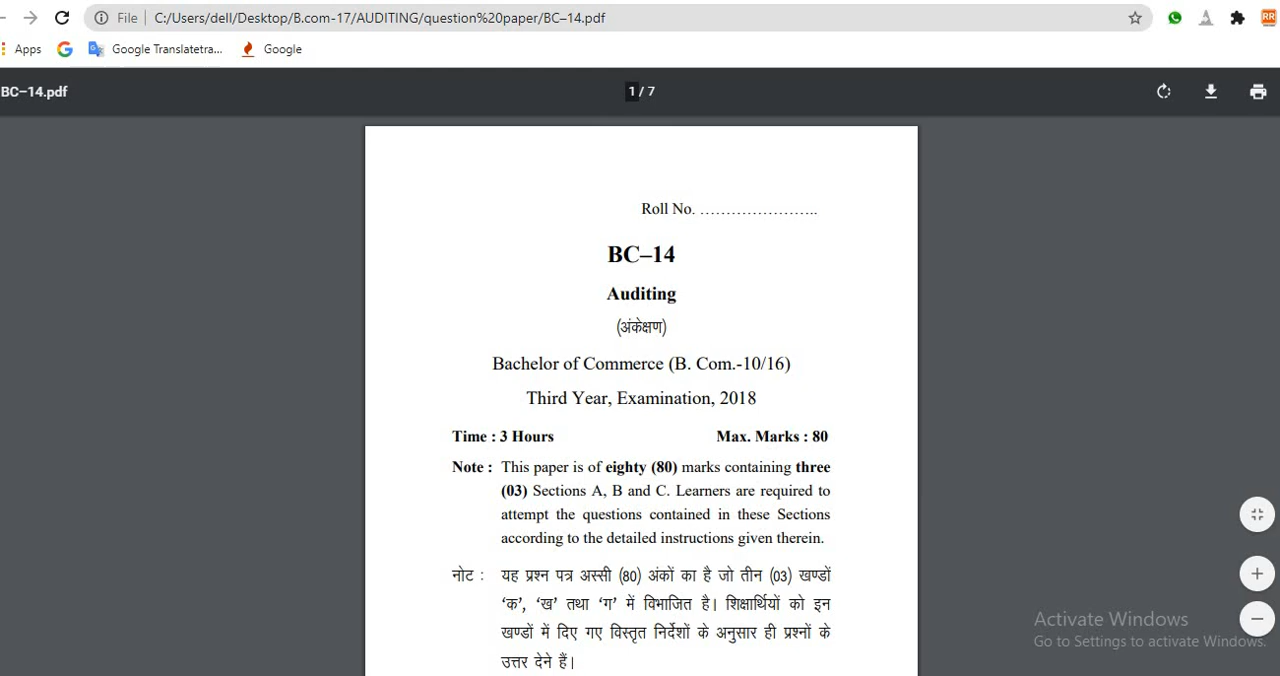 File C:/Users/dell/Desktop/B.com-17/AUDITING/question%20paper/BC–14.pdf
RR
Apps Google Translatetra... Google
BC–14.pdf 1 / 7
Roll No. ........................
BC–14
Auditing
(अंकेक्षण)
Bachelor of Commerce (B. Com.-10/16)
Third Year, Examination, 2018
Time : 3 Hours Max. Marks : 80
Note : This paper is of eighty (80) marks containing three
(03) Sections A, B and C. Learners are required to
attempt the questions contained in these Sections
according to the detailed instructions given therein.
नोट : यह प्रश्न पत्र अस्सी (80) अंकों का है जो तीन (03) खण्डों
‘क’, ‘ख’ तथा ‘ग’ में विभाजित है। शिक्षार्थियों को इन
खण्डों में दिए गए विस्तृत निर्देशों के अनुसार ही प्रश्नों के
उत्तर देने हैं।
Activate Windows
Go to Settings to activate Windows.